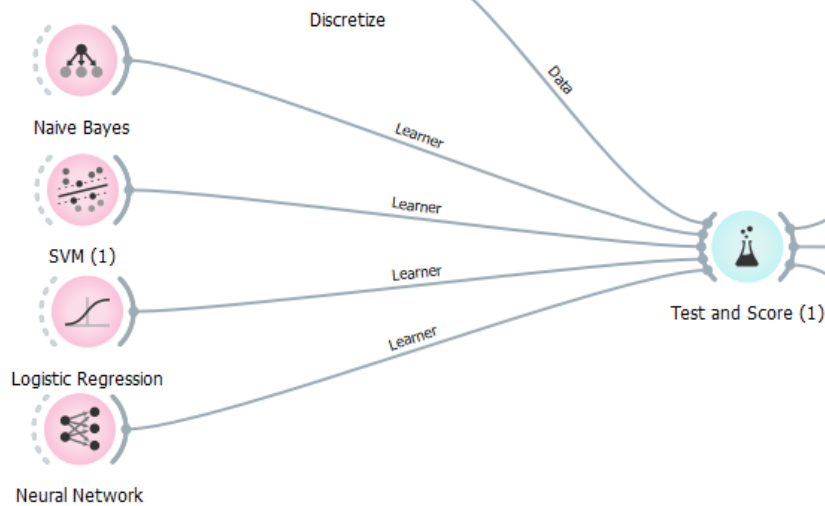 Discretize
Data
Naive Bayes
Learner
SVM (1)
Learner
Test and Score (1)
Logistic Regression
Learner
Neural Network
Learner